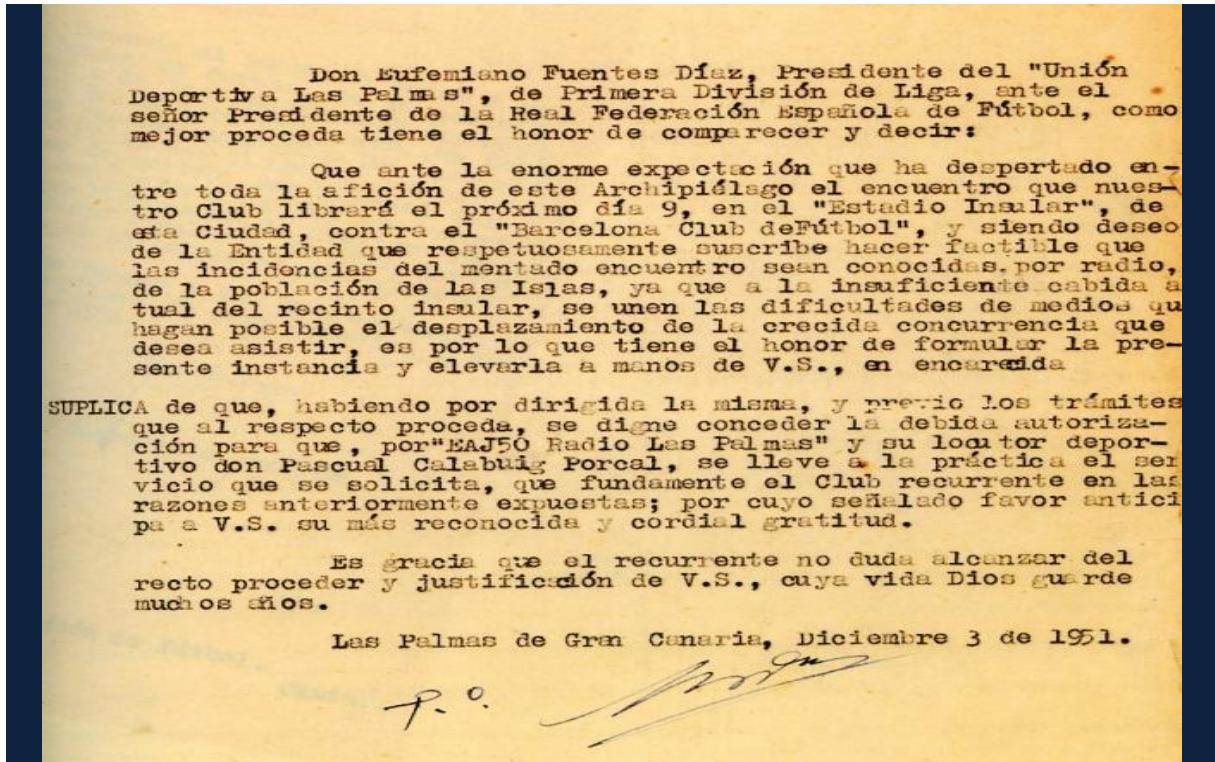 Don Eufemiano Fuentes Díaz, Presidente del "Unión
Deportiva Las Palmas", de Primera División de Liga, ante el
señor Presidente de la Real Federación Española de Fútbol, como
mejor proceda tiene el honor de comparecer y decir:
Que ante la enorme expectación que ha despertado en-
tre toda la afición de este Archipiélago el encuentro que nues-
tro Club librará el próximo día 9, en el "Estadio Insular", de
esta Ciudad, contra el "Barcelona Club deFútbol", y siendo deseo
de la Entidad que respetuosamente suscribe hacer factible que
las incidencias del mentado encuentro sean conocidas.por radio,
de la población de las Islas, ya que a la insuficiente cabida a
tual del recinto insular, se unen las dificultades de medios qu
hagan posible el desplazamiento de la crecida concurrencia que
desea asistir, es por lo que tiene el honor de formular la pre-
sente instancia y elevarla a manos de V.S., en encarecida
SUPLICA de que, habiendo por dirigida la misma, y previo los trámites
que al respecto proceda, se digne conceder la debida autoriza-
ción para que, por"EAJ50 Radio Las Palmas" y su locutor depor-
tivo don Pascual Calabuig Porcal, se lleve a la práctica el ser
vicio que se solicita, que fundamente el Club recurrente en las
razones anteriormente expuestas; por cuyo señalado favor antici
pa a V.S. su más reconocida y cordial gratitud.
Es gracia que el recurrente no duda alcanzar del
recto proceder y justificación de V.S., cuya vida Dios guarde
muchos años.
Las Palmas de Gran Canaria, Diciembre 3 de 1951.
P. O.